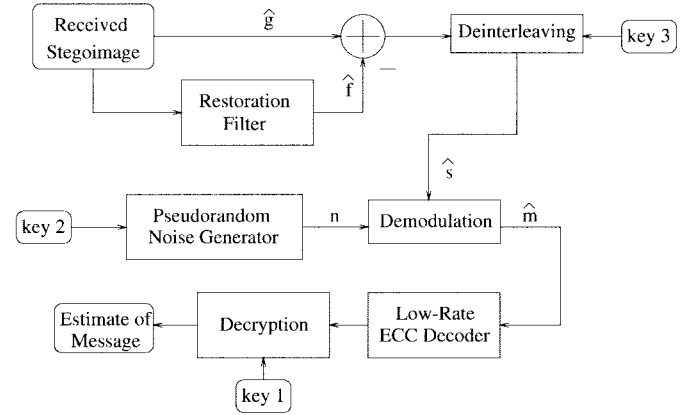 Received
Stegoimage
ĝ
Deinterleaving
key 3
−
f̂
Restoration
Filter
ŝ
key 2
Pseudorandom
Noise Generator
n
Demodulation
m̂
Estimate of
Message
Decryption
Low-Rate
ECC Decoder
key 1